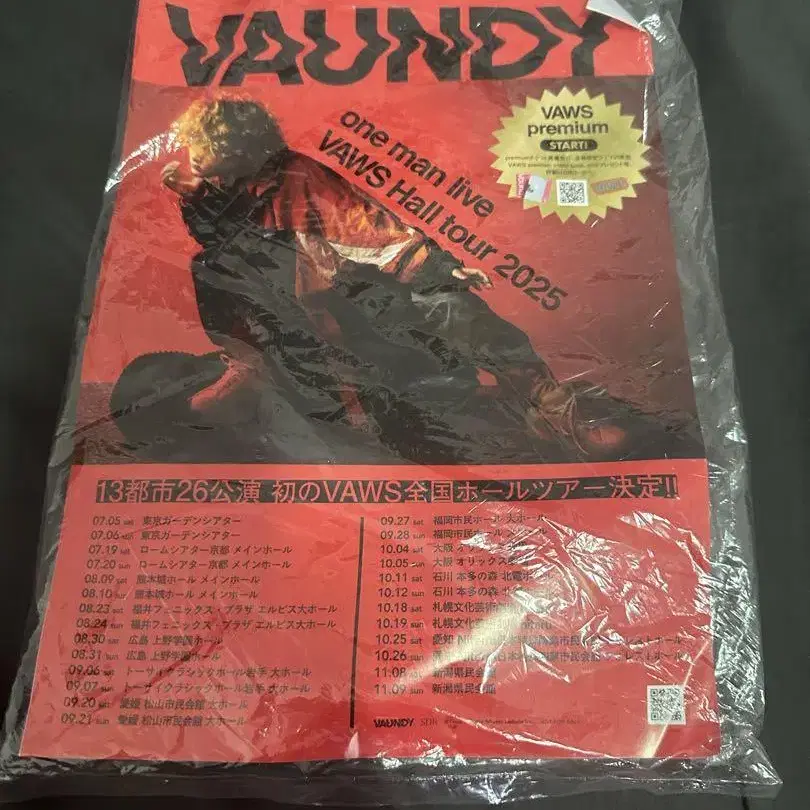 VAUNDY
one man live
VAWS Hall tour 2025
VAWS
premium
START!
13都市26公演 初のVAWS全国ホールツアー決定!!
07.05 sat 東京ガーデンシアター
07.06 sun 東京ガーデンシアター
07.19 sat ロームシアター京都 メインホール
07.20 sun ロームシアター京都 メインホール
08.09 sat 熊本城ホール メインホール
08.10 sun 熊本城ホール メインホール
08.23 sat 福井フェニックス・プラザ エルピス大ホール
08.24 sun 福井フェニックス・プラザ エルピス大ホール
08.30 sat 広島 上野学園ホール
08.31 sun 広島 上野学園ホール
09.06 sat トーサイクラシックホール岩手 大ホール
09.07 sun トーサイクラシックホール岩手 大ホール
09.20 sat 愛媛 松山市民会館 大ホール
09.21 sun 愛媛 松山市民会館 大ホール
09.27 sat 福岡市民ホール 大ホール
09.28 sun 福岡市民ホール
10.04 sat 大阪 オリックス
10.05 sun 大阪 オリックス
10.11 sat 石川 本多の森 北電ホール
10.12 sun 石川 本多の森 北
10.18 sat 札幌文化芸術
10.19 sun 札幌文化芸術
10.25 sat 愛知
10.26 sun
11.08 sat 新潟県民会館
11.09 sun 新潟県民会館
VAUNDY SDR